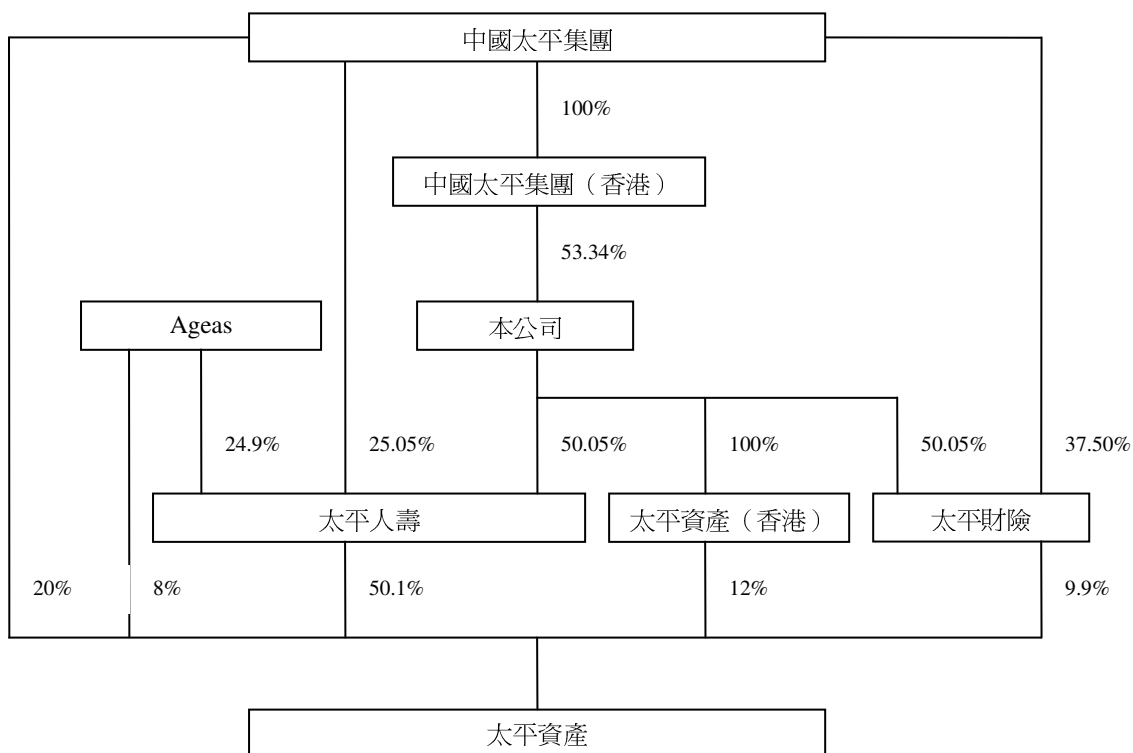 中國太平集團
100%
中國太平集團（香港）
53.34%
Ageas
本公司
24.9%
25.05%
50.05%
100%
50.05%
37.50%
太平人壽
太平資產（香港）
太平財險
20%
8%
50.1%
12%
9.9%
太平資產